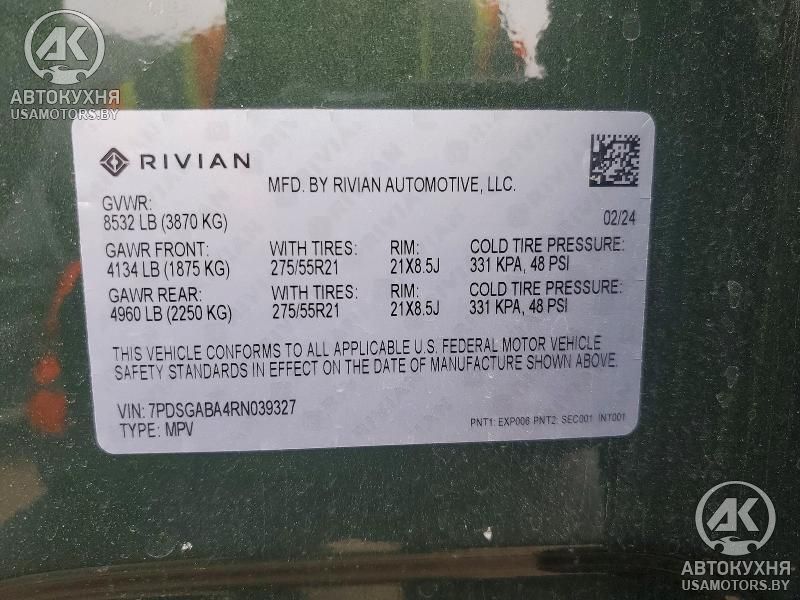 AK
АВТОКУХНЯ
USAMOTORS.BY
RIVIAN
MFD. BY RIVIAN AUTOMOTIVE, LLC.
GVWR:
8532 LB (3870 KG)
02/24
GAWR FRONT: WITH TIRES: RIM: COLD TIRE PRESSURE:
4134 LB (1875 KG) 275/55R21 21X8.5J 331 KPA, 48 PSI
GAWR REAR: WITH TIRES: RIM: COLD TIRE PRESSURE:
4960 LB (2250 KG) 275/55R21 21X8.5J 331 KPA, 48 PSI
THIS VEHICLE CONFORMS TO ALL APPLICABLE U.S. FEDERAL MOTOR VEHICLE
SAFETY STANDARDS IN EFFECT ON THE DATE OF MANUFACTURE SHOWN ABOVE.
VIN: 7PDSGABA4RN039327
TYPE: MPV
PNT1: EXP006 PNT2: SEC001 INT001
AK
АВТОКУХНЯ
USAMOTORS.BY